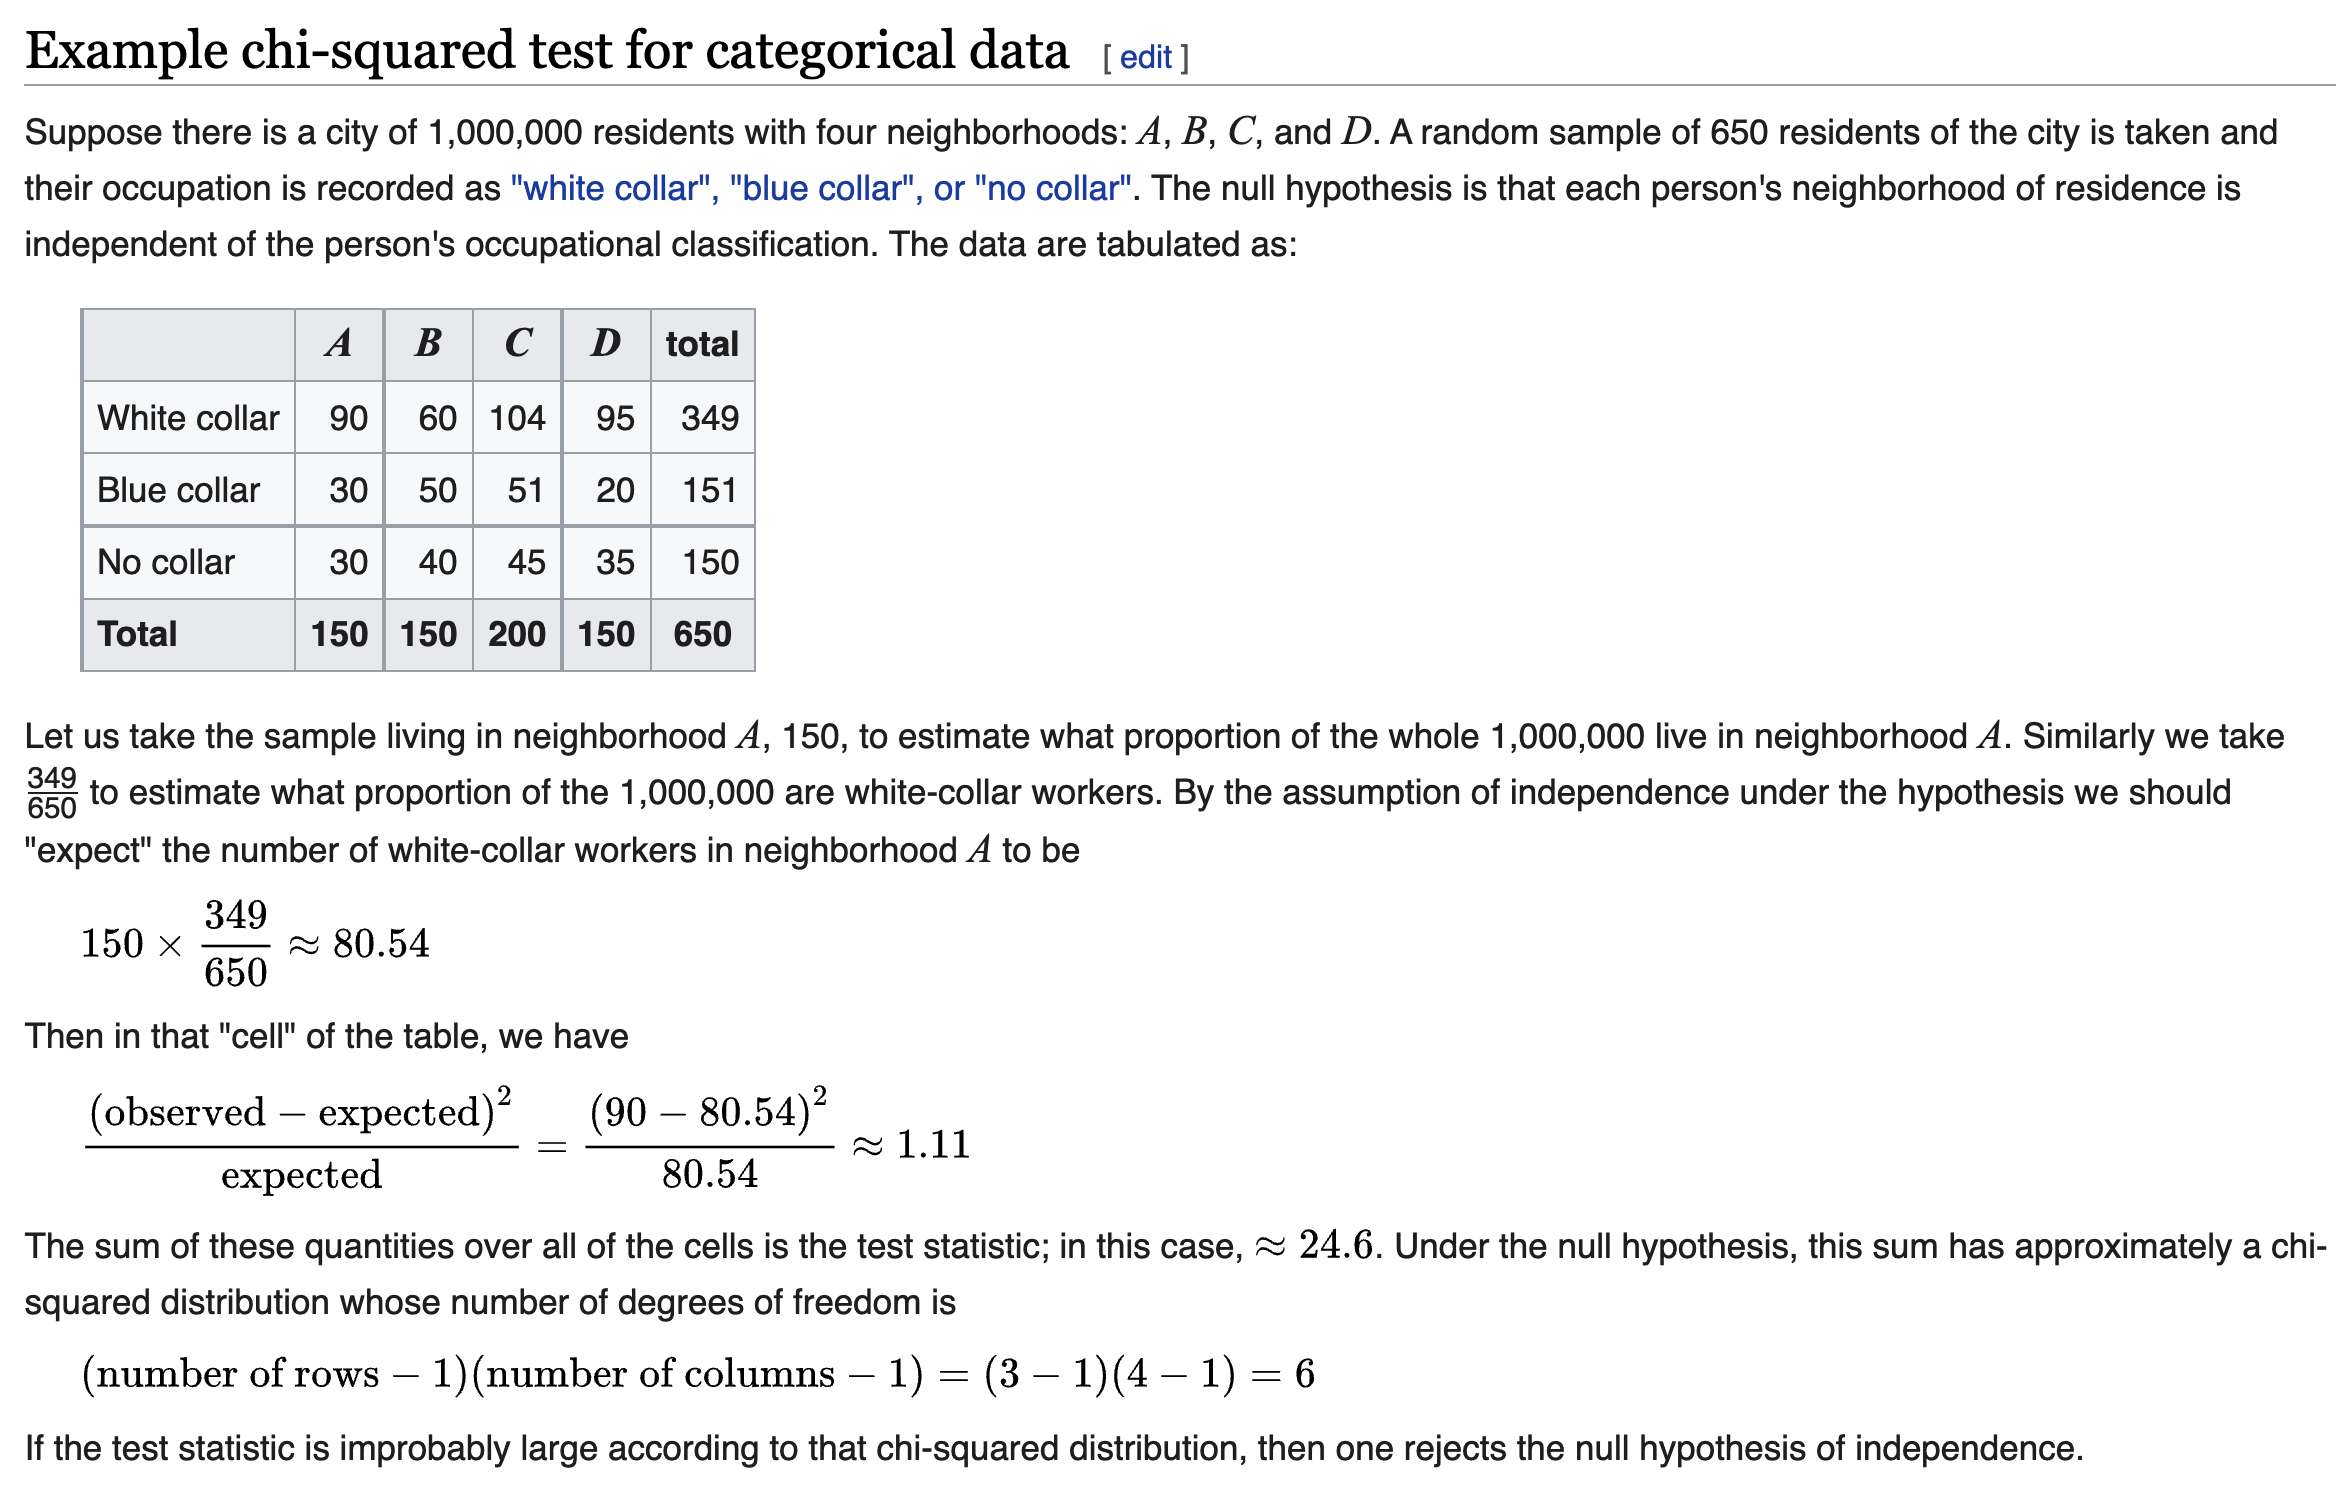 Example chi-squared test for categorical data [ edit ]
Suppose there is a city of 1,000,000 residents with four neighborhoods: A, B, C, and D. A random sample of 650 residents of the city is taken and
their occupation is recorded as "white collar", "blue collar", or "no collar". The null hypothesis is that each person's neighborhood of residence is
independent of the person's occupational classification. The data are tabulated as:
A B C D total
White collar 90 60 104 95 349
Blue collar 30 50 51 20 151
No collar 30 40 45 35 150
Total 150 150 200 150 650
Let us take the sample living in neighborhood A, 150, to estimate what proportion of the whole 1,000,000 live in neighborhood A. Similarly we take
349/650 to estimate what proportion of the 1,000,000 are white-collar workers. By the assumption of independence under the hypothesis we should
"expect" the number of white-collar workers in neighborhood A to be
150 × 349/650 ≈ 80.54
Then in that "cell" of the table, we have
(observed − expected)²/expected = (90 − 80.54)²/80.54 ≈ 1.11
The sum of these quantities over all of the cells is the test statistic; in this case, ≈ 24.6. Under the null hypothesis, this sum has approximately a chi-
squared distribution whose number of degrees of freedom is
(number of rows − 1)(number of columns − 1) = (3 − 1)(4 − 1) = 6
If the test statistic is improbably large according to that chi-squared distribution, then one rejects the null hypothesis of independence.